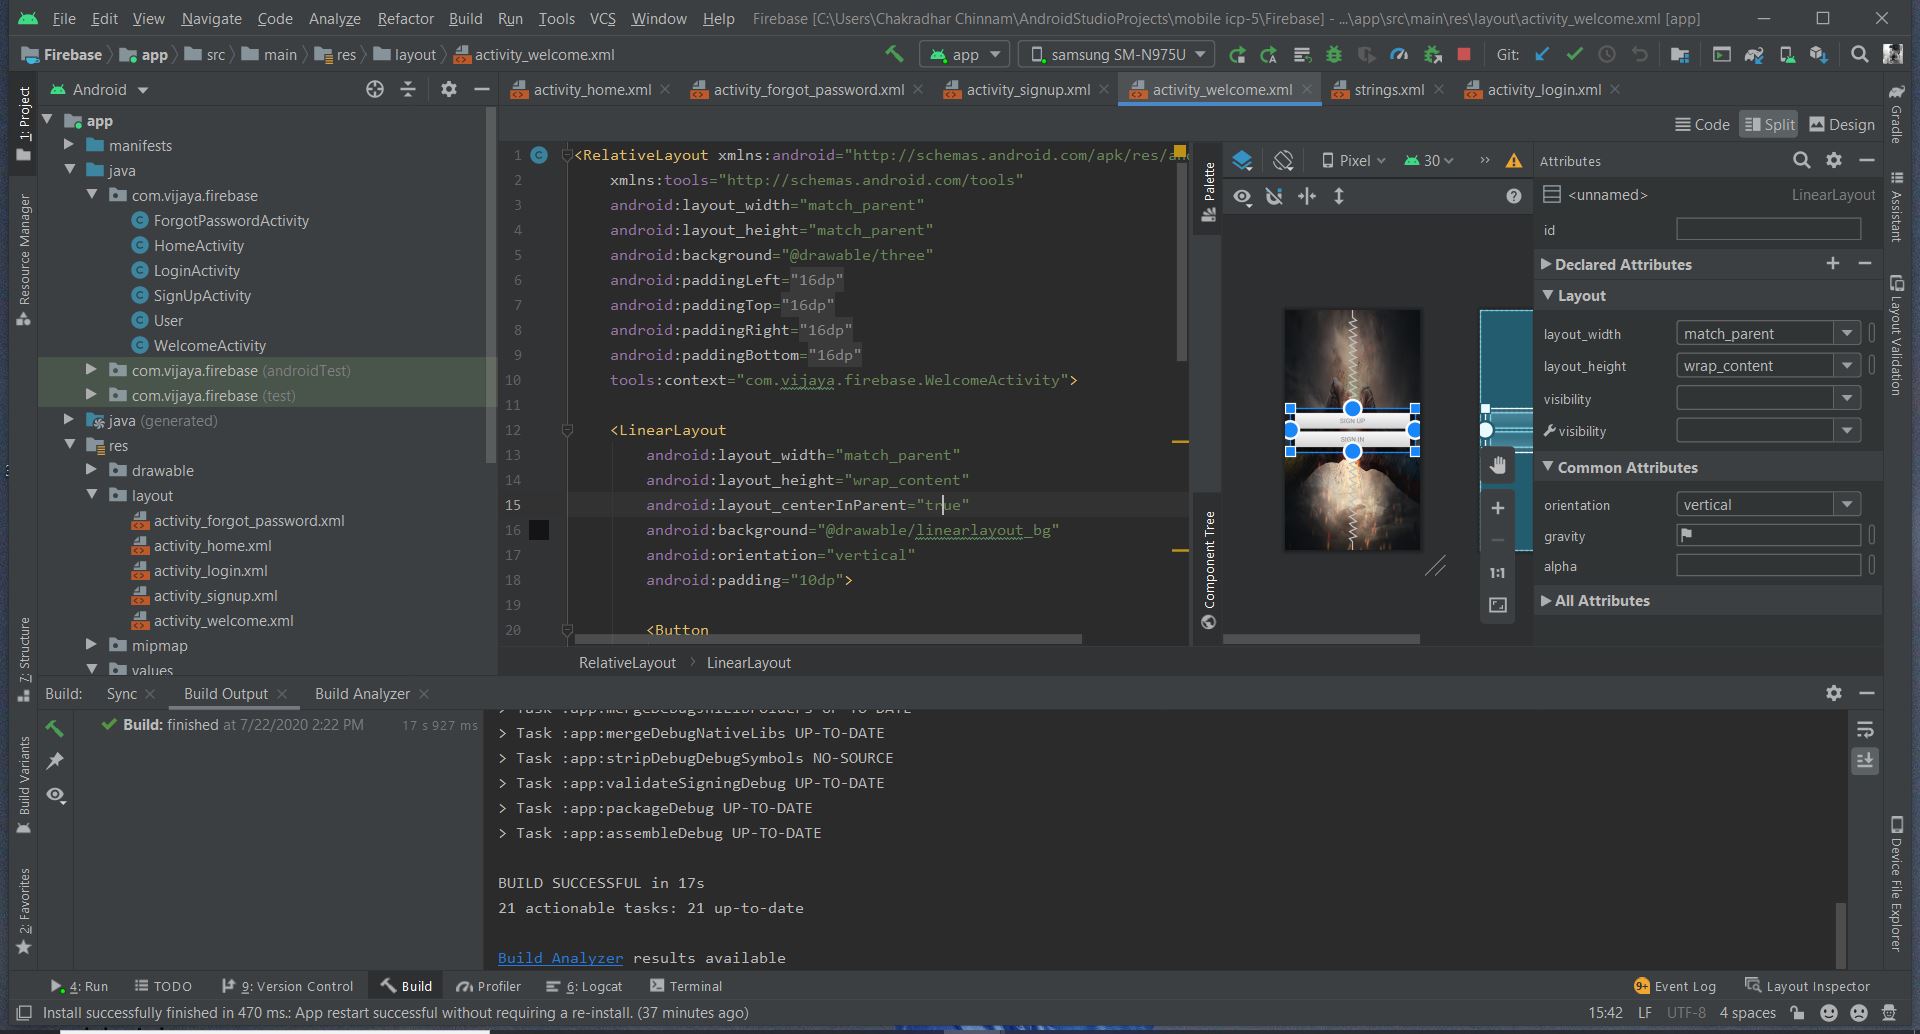 File Edit View Navigate Code Analyze Refactor Build Run Tools VCS Window Help Firebase [C:\Users\Chakradhar Chinnam\AndroidStudioProjects\mobile icp-5\Firebase] - ...\app\src\main\res\layout\activity_welcome.xml [app]
Firebase app src main res layout activity_welcome.xml app samsung SM-N975U Git:
1: Project
Resource Manager
7: Structure
Build Variants
2: Favorites
Android
app
manifests
java
com.vijaya.firebase
ForgotPasswordActivity
HomeActivity
LoginActivity
SignUpActivity
User
WelcomeActivity
com.vijaya.firebase (androidTest)
com.vijaya.firebase (test)
java (generated)
res
drawable
layout
activity_forgot_password.xml
activity_home.xml
activity_login.xml
activity_signup.xml
activity_welcome.xml
mipmap
values
activity_home.xml activity_forgot_password.xml activity_signup.xml activity_welcome.xml strings.xml activity_login.xml
Code Split Design
1 <RelativeLayout xmlns:android="http://schemas.android.com/apk/res/and
2 xmlns:tools="http://schemas.android.com/tools"
3 android:layout_width="match_parent"
4 android:layout_height="match_parent"
5 android:background="@drawable/three"
6 android:paddingLeft="16dp"
7 android:paddingTop="16dp"
8 android:paddingRight="16dp"
9 android:paddingBottom="16dp"
10 tools:context="com.vijaya.firebase.WelcomeActivity">
11
12 <LinearLayout
13 android:layout_width="match_parent"
14 android:layout_height="wrap_content"
15 android:layout_centerInParent="true"
16 android:background="@drawable/linearlayout_bg"
17 android:orientation="vertical"
18 android:padding="10dp">
19
20 <Button
RelativeLayout LinearLayout
Palette
Component Tree
Pixel 30
SIGN UP
SIGN IN
1:1
Attributes
<unnamed> LinearLayout
id
Declared Attributes
Layout
layout_width match_parent
layout_height wrap_content
visibility
visibility
Common Attributes
orientation vertical
gravity
alpha
All Attributes
Gradle
Assistant
Layout Validation
Device File Explorer
Build: Sync Build Output Build Analyzer
Build: finished at 7/22/2020 2:22 PM 17 s 927 ms
> Task :app:mergeDebugJniLibFolders UP-TO-DATE
> Task :app:mergeDebugNativeLibs UP-TO-DATE
> Task :app:stripDebugDebugSymbols NO-SOURCE
> Task :app:validateSigningDebug UP-TO-DATE
> Task :app:packageDebug UP-TO-DATE
> Task :app:assembleDebug UP-TO-DATE
BUILD SUCCESSFUL in 17s
21 actionable tasks: 21 up-to-date
Build Analyzer results available
4: Run TODO 9: Version Control Build Profiler 6: Logcat Terminal 9+ Event Log Layout Inspector
Install successfully finished in 470 ms.: App restart successful without requiring a re-install. (37 minutes ago) 15:42 LF UTF-8 4 spaces